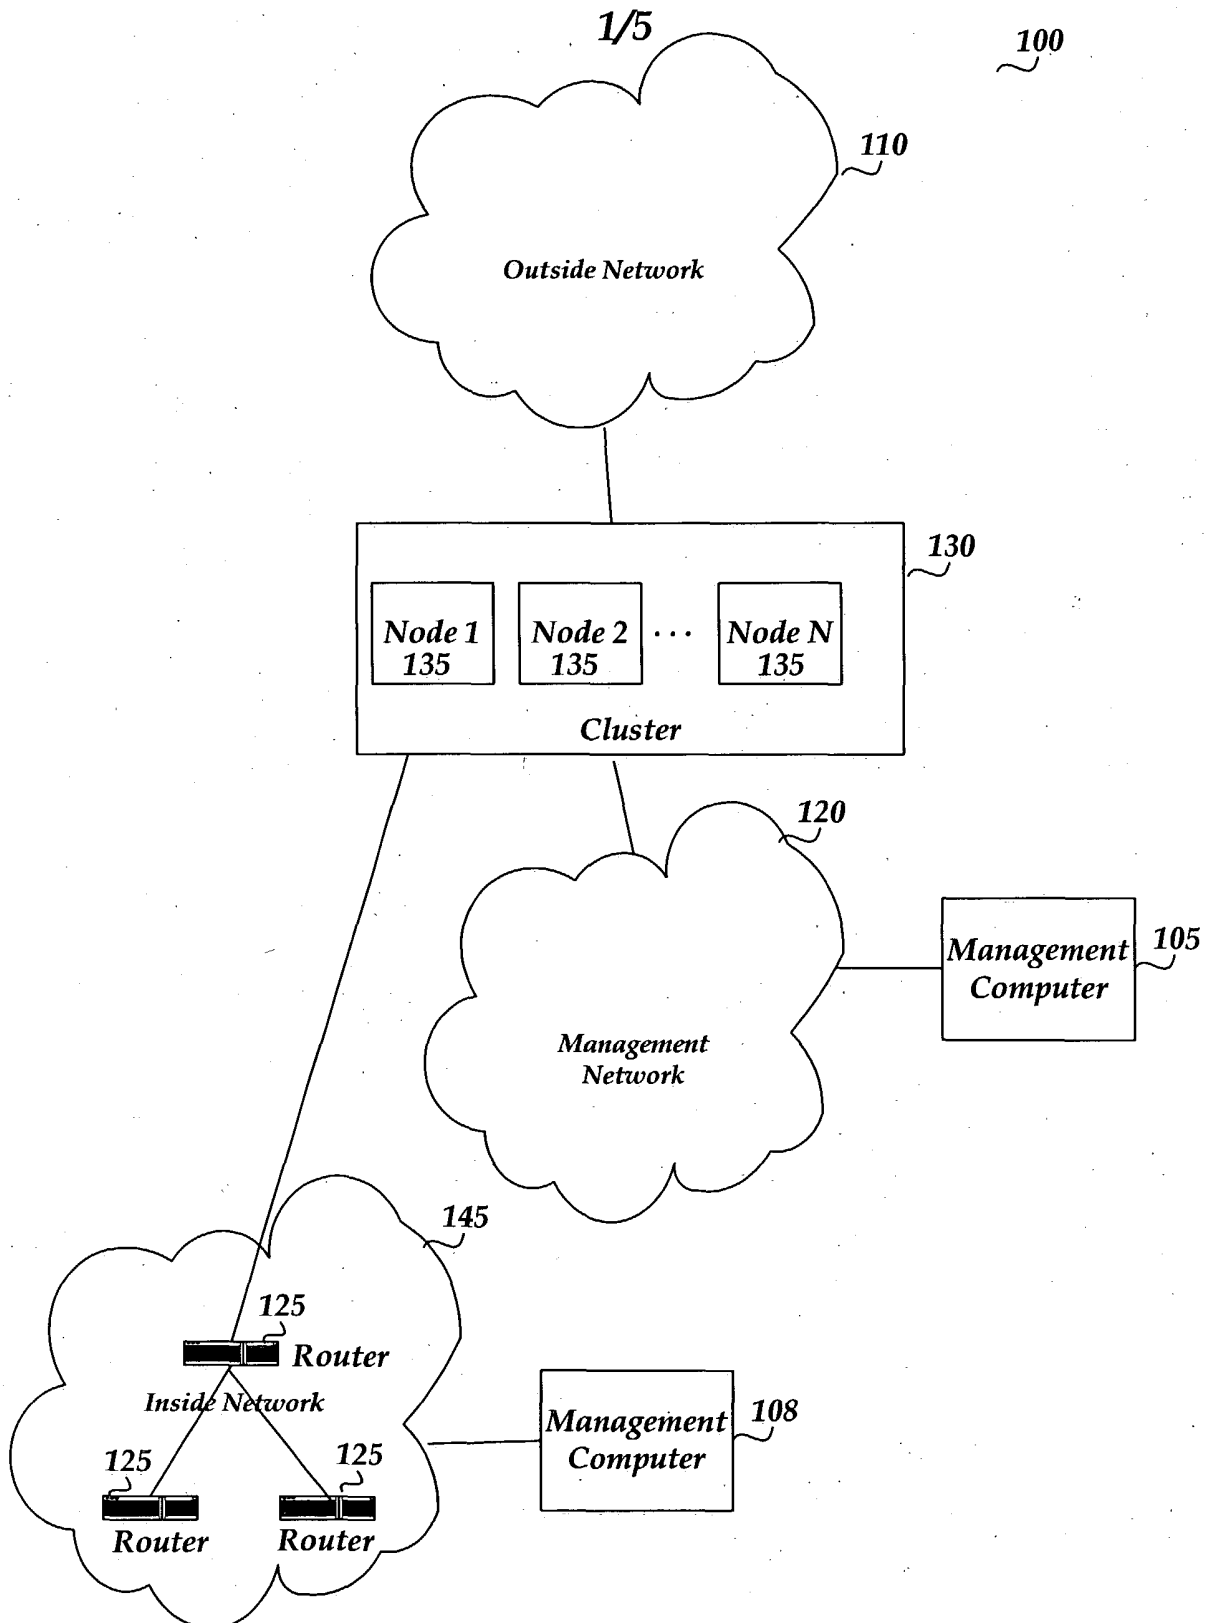 1/5
100
110
Outside Network
130
Node 1
135
Node 2
135
...
Node N
135
Cluster
120
Management
Computer
105
Management
Network
145
125
Router
Inside Network
Management
Computer
108
125
Router
125
Router